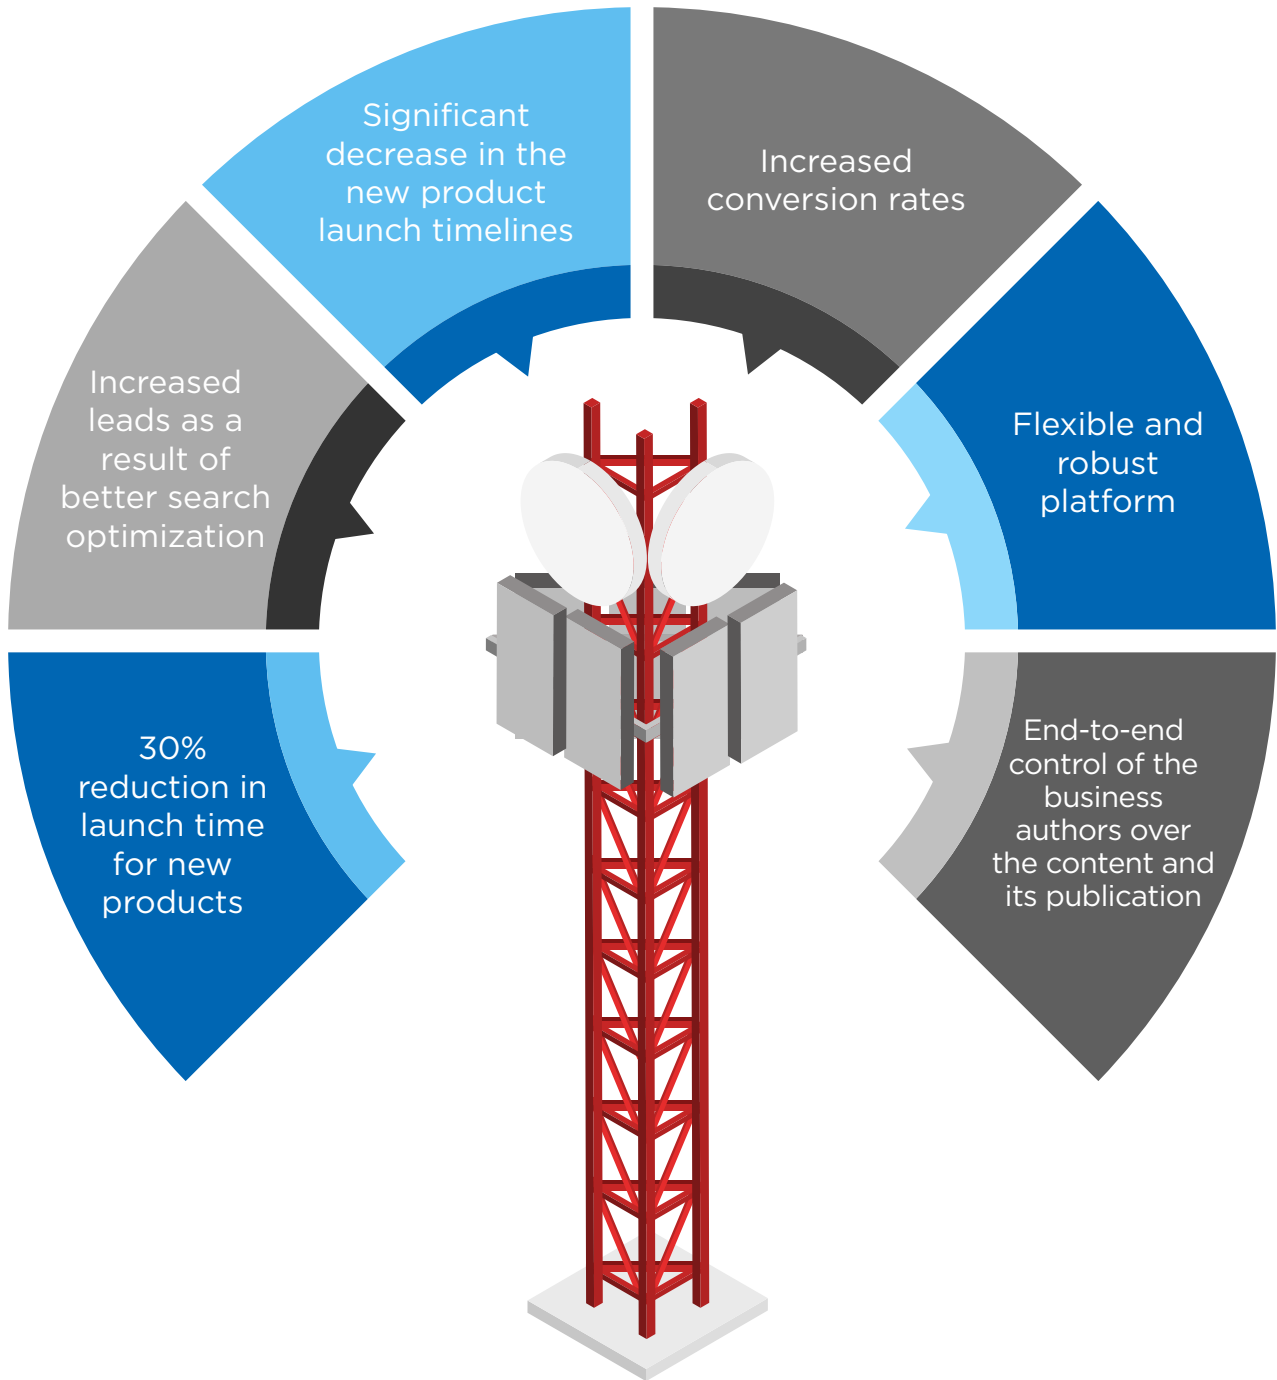 Significant
decrease in the
new product
launch timelines
Increased
conversion rates
Increased
leads as a
result of
better search
optimization
Flexible and
robust
platform
30%
reduction in
launch time
for new
products
End-to-end
control of the
business
authors over
the content and
its publication